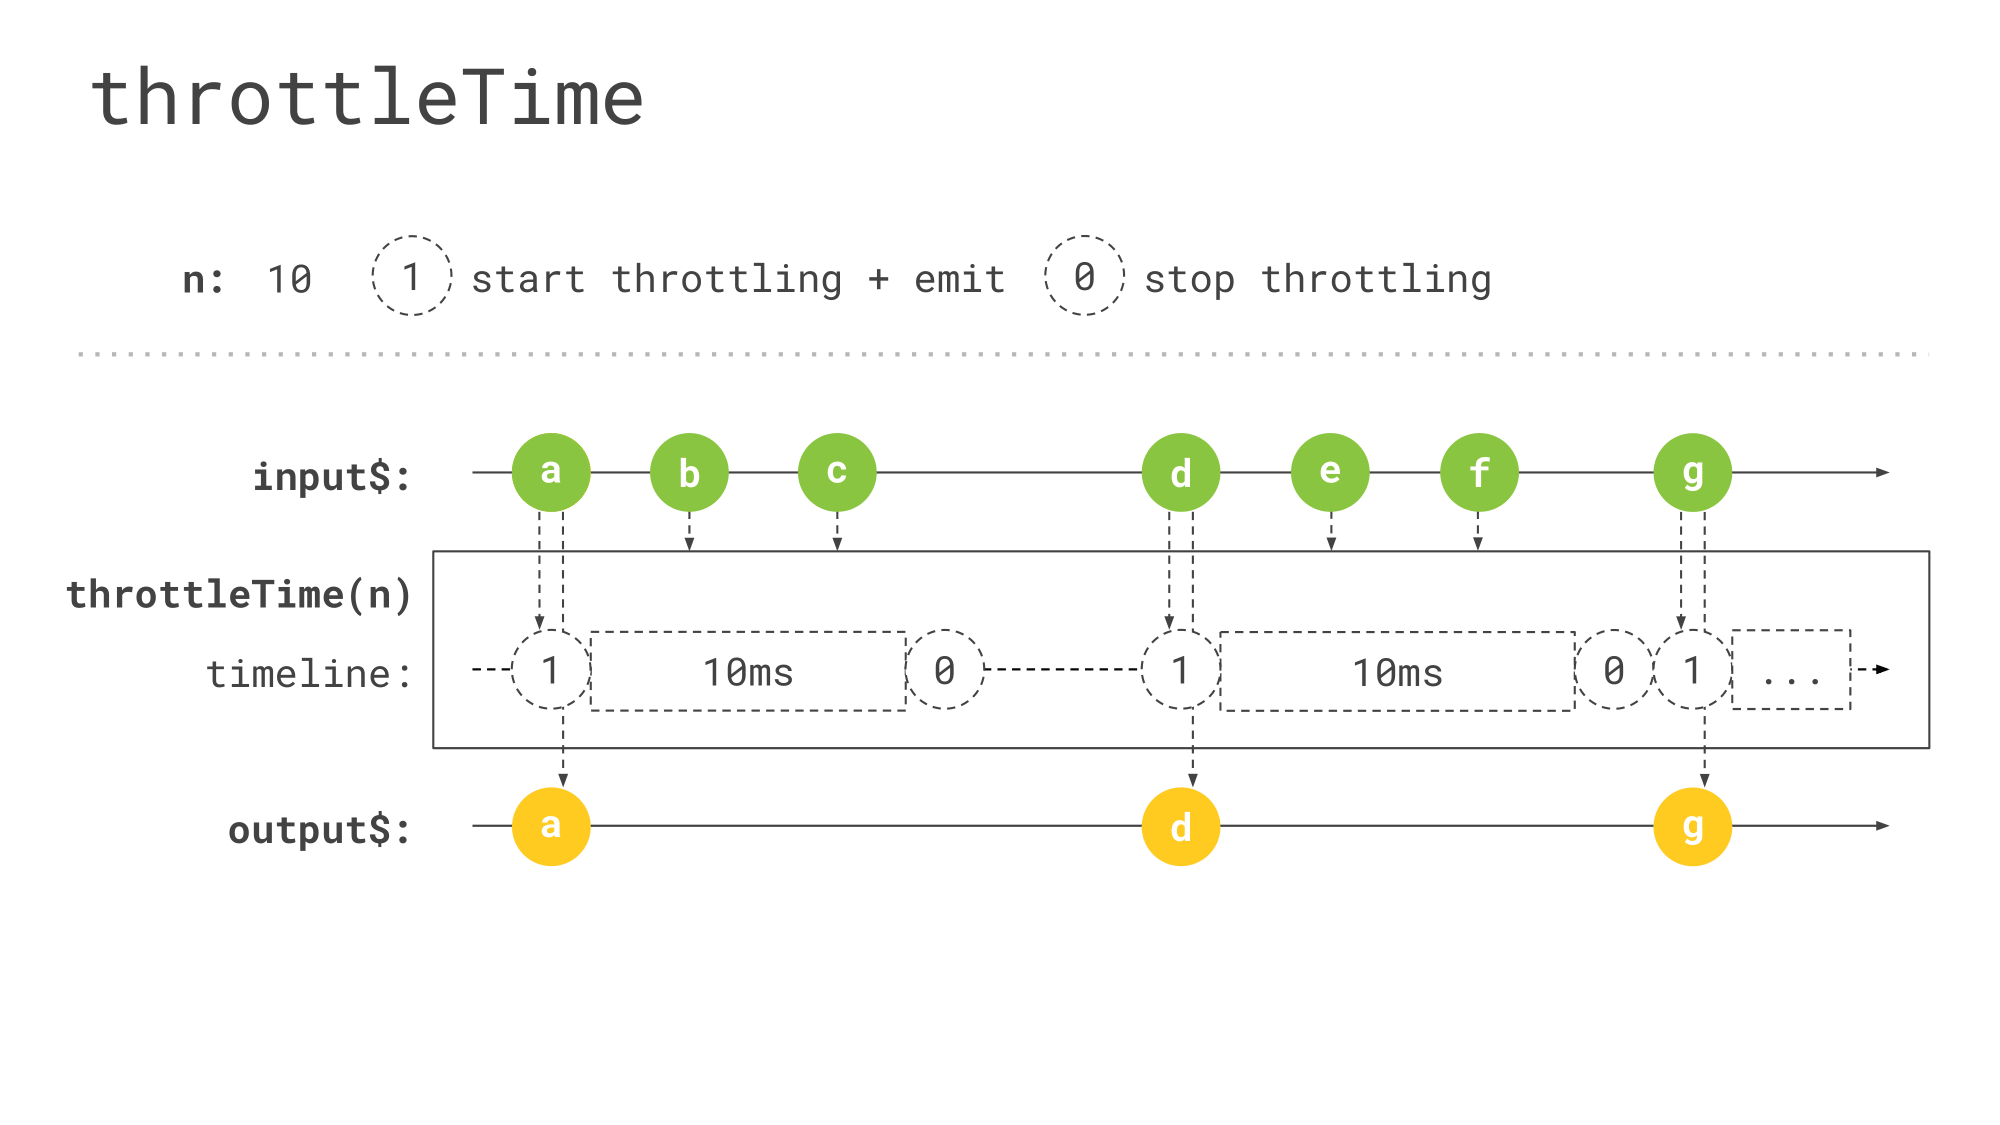 throttleTime
n: 10 1 start throttling + emit 0 stop throttling
input$: a b c d e f g
throttleTime(n)
timeline: 1 10ms 0 1 10ms 0 1 ...
output$: a d g